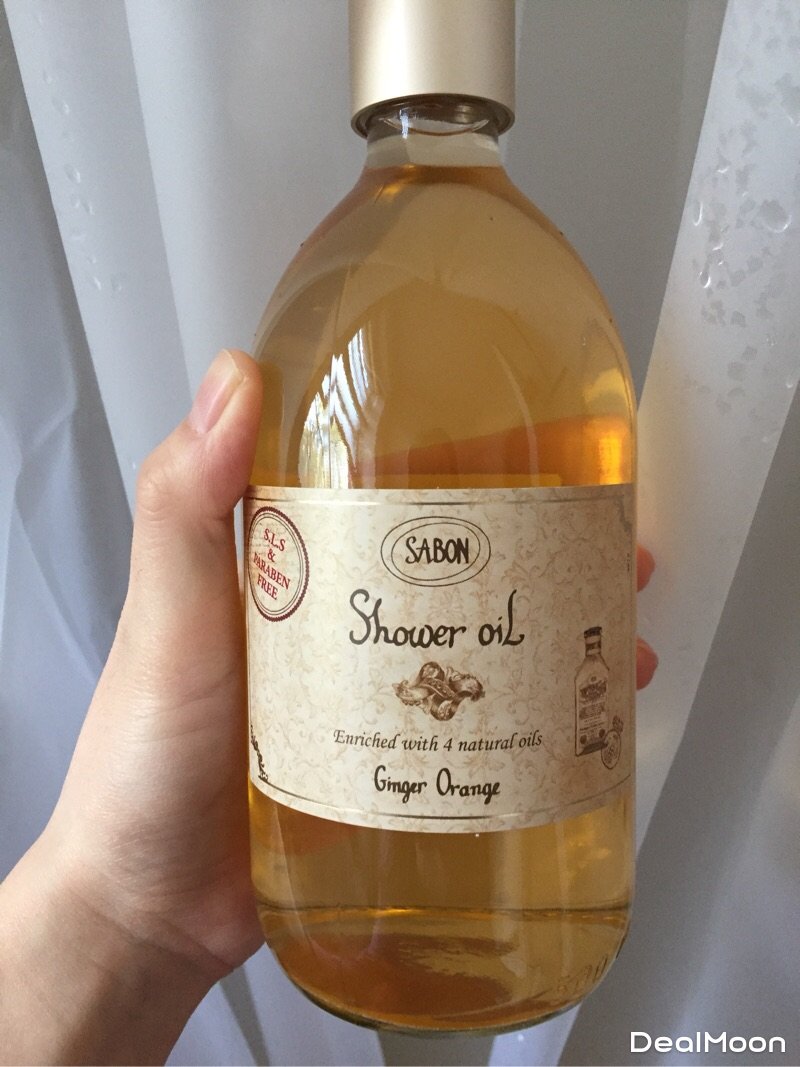 S.L.S
&
PARABEN
FREE
SABON
Shower oil
Enriched with 4 natural oils
Ginger Orange
DealMoon